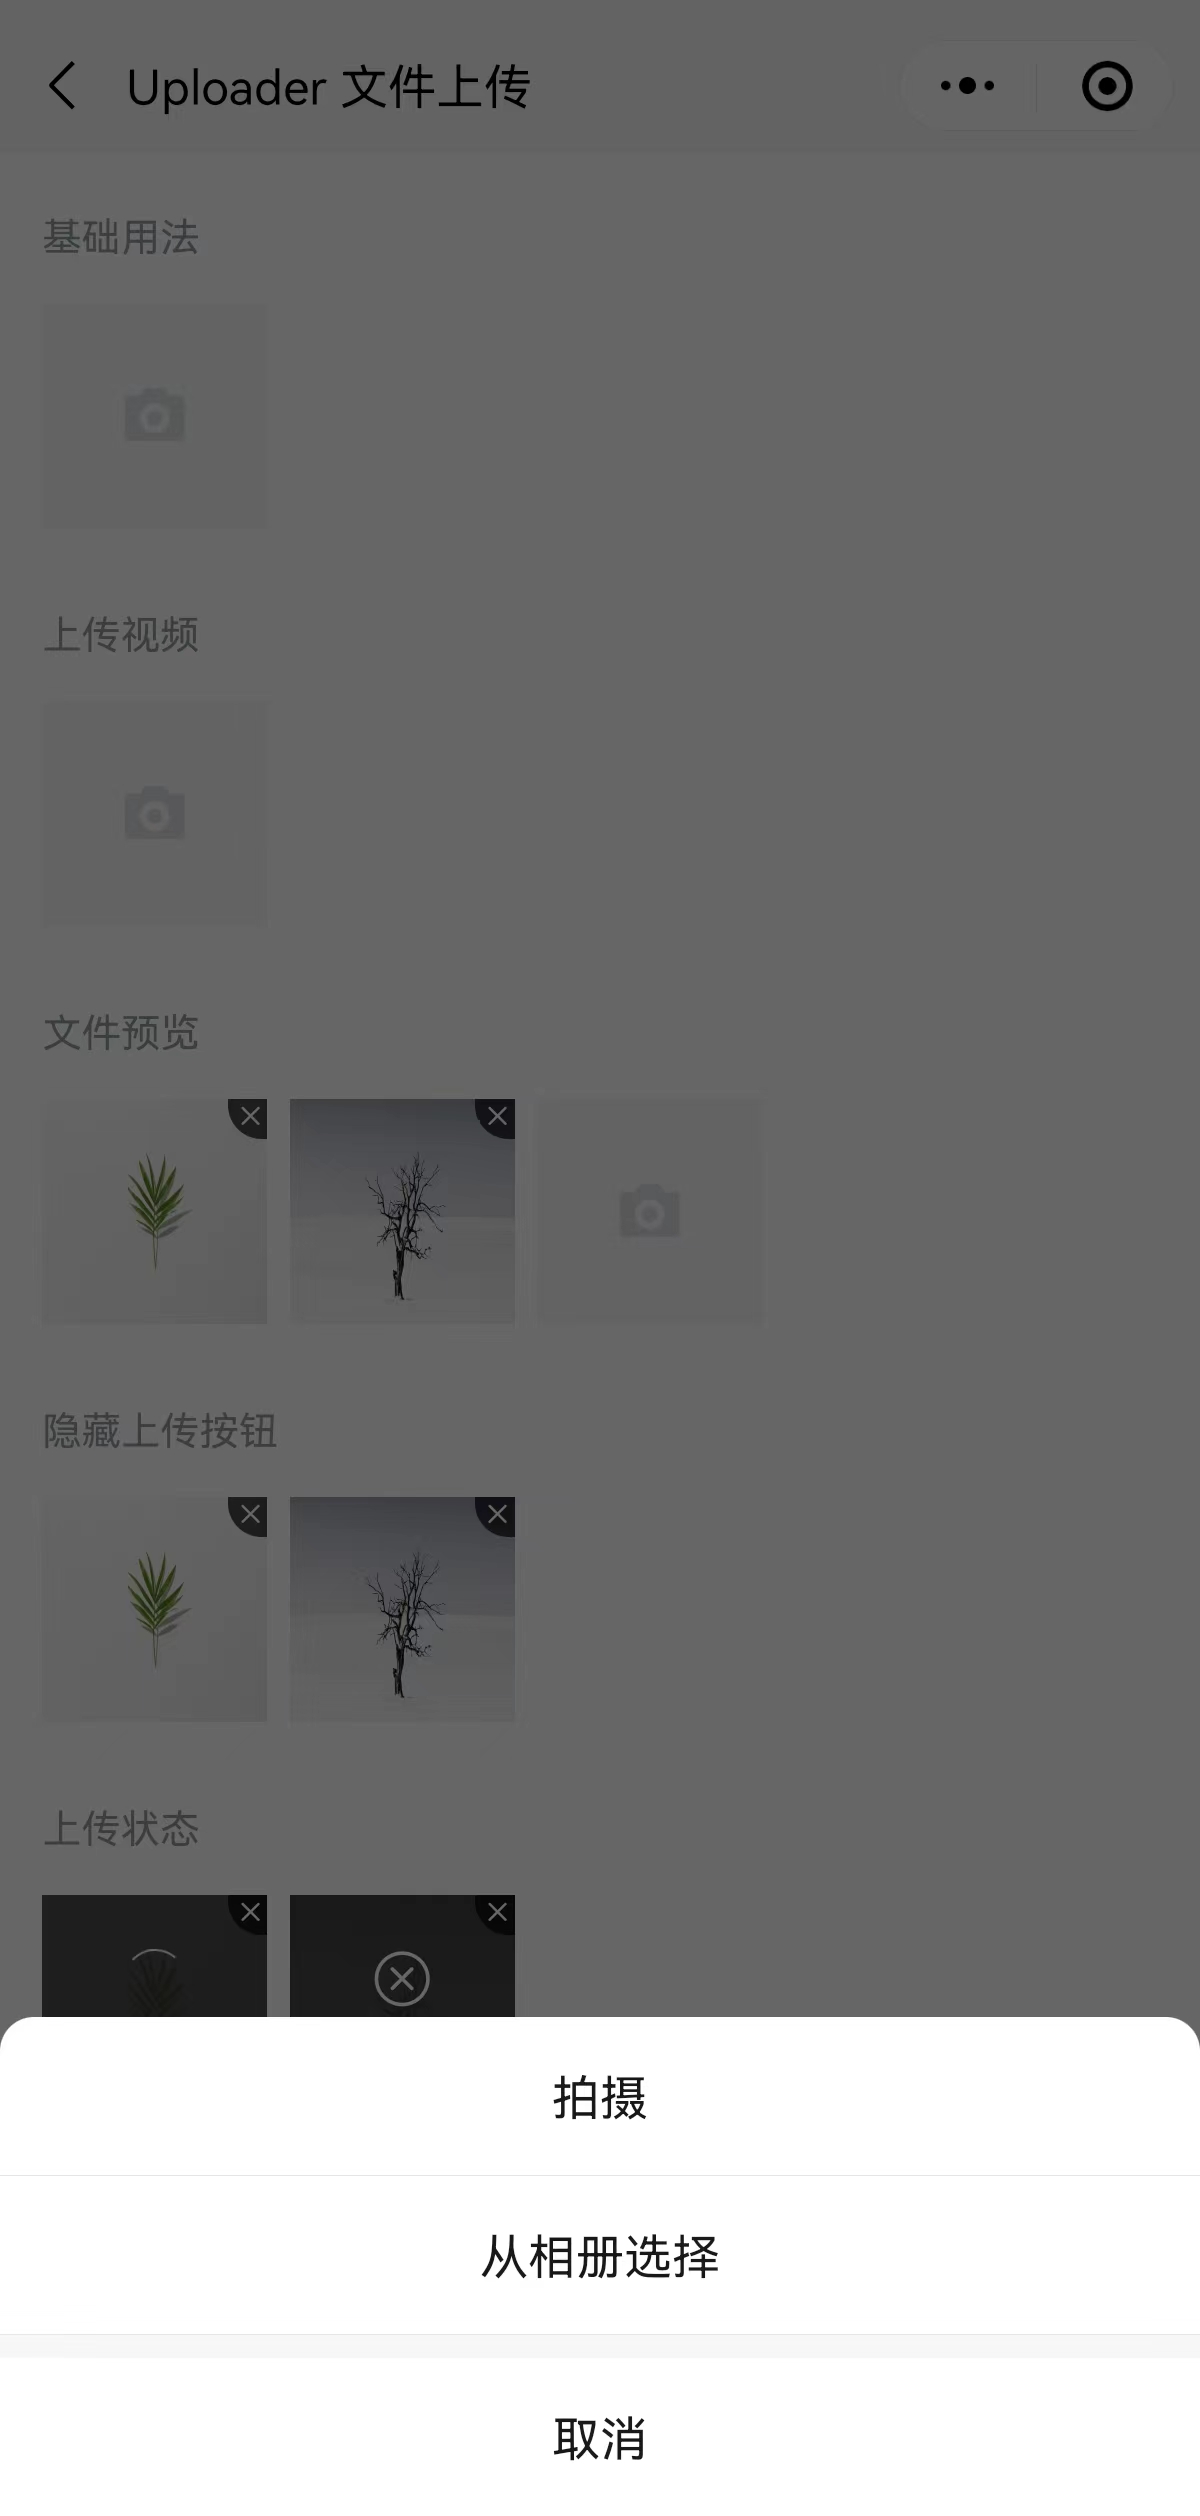 Uploader 文件上传
基础用法
上传视频
文件预览
隐藏上传按钮
上传状态
拍摄
从相册选择
取消